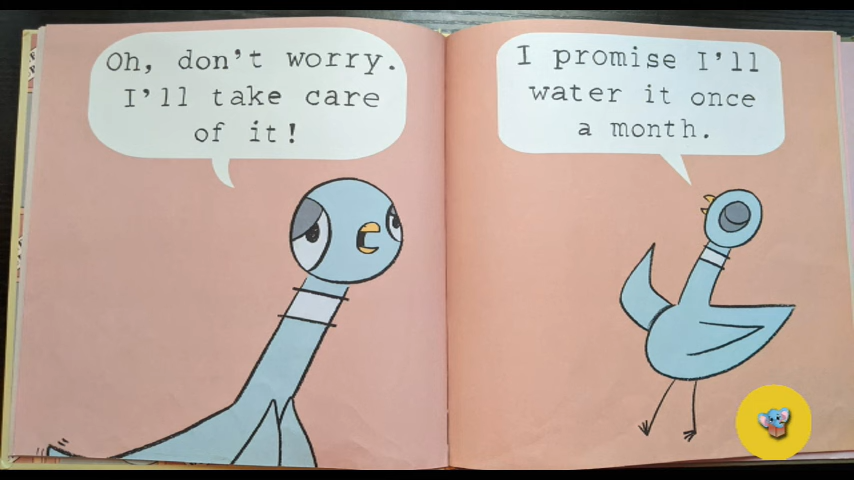 Oh, don't worry.
I'll take care
of it!
I promise I'll
water it once
a month.